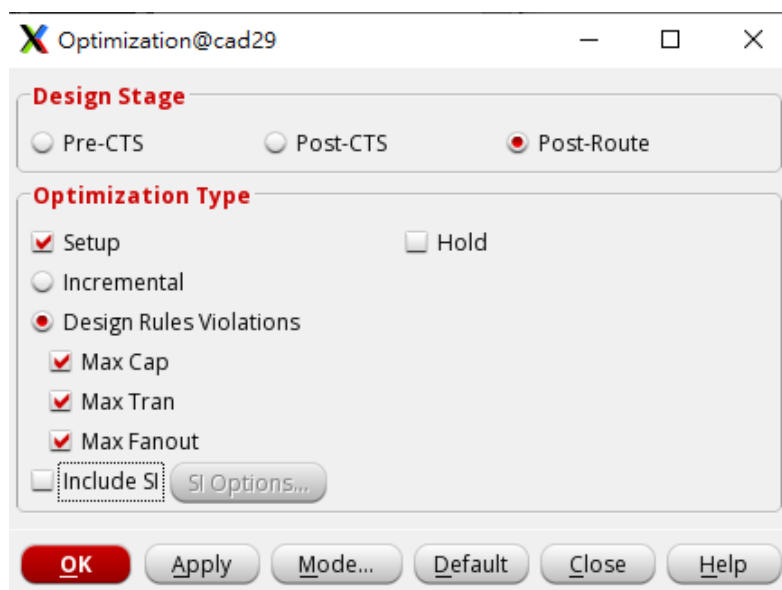 Optimization@cad29
Design Stage
Pre-CTS Post-CTS Post-Route
Optimization Type
Setup Hold
Incremental
Design Rules Violations
Max Cap
Max Tran
Max Fanout
Include SI SI Options...
OK Apply Mode... Default Close Help